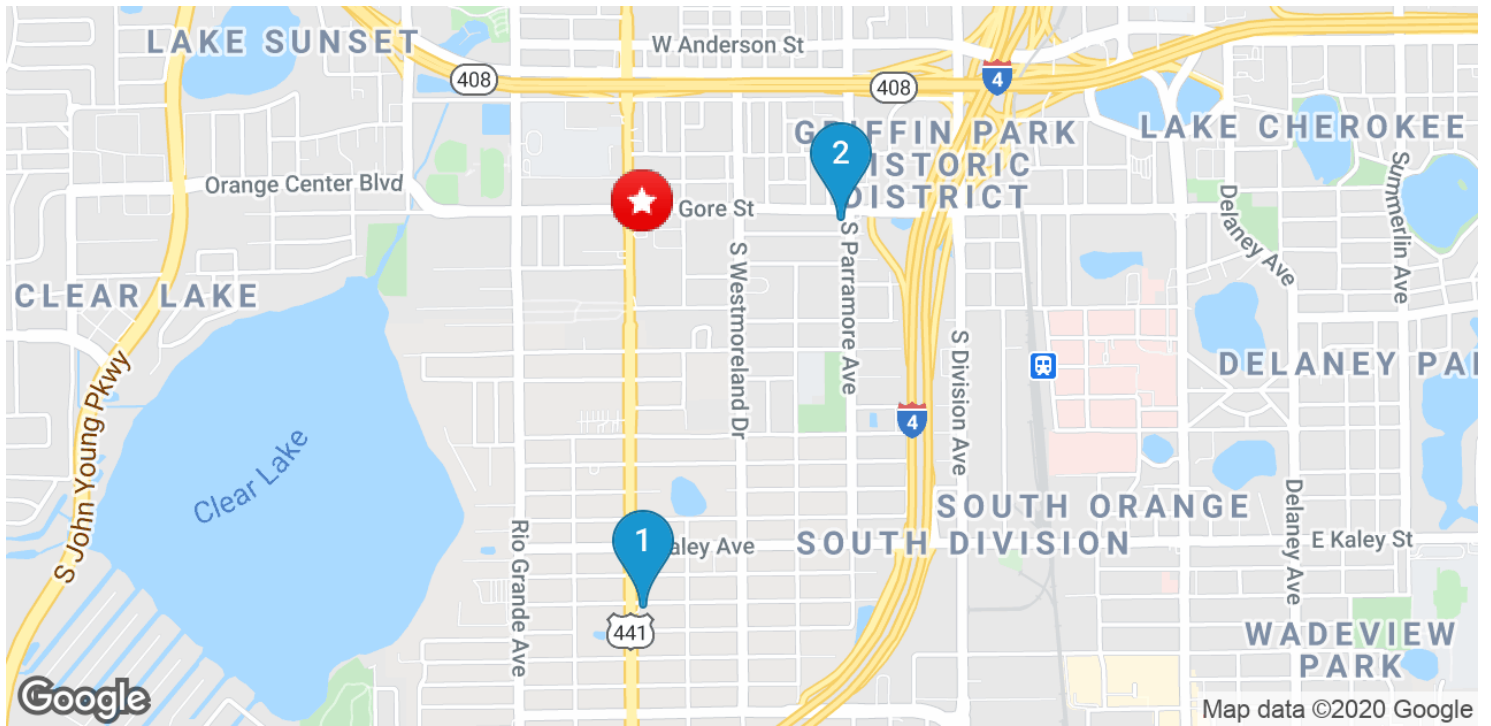 LAKE SUNSET
W Anderson St
408
408
4
GRIFFIN PARK
HISTORIC
DISTRICT
2
LAKE CHEROKEE
Orange Center Blvd
Gore St
Delaney Ave
Summerlin Ave
S Westmoreland Dr
S Parramore Ave
CLEAR LAKE
S John Young Pkwy
Clear Lake
S Division Ave
DELANEY PA
4
Rio Grande Ave
1
aley Ave
SOUTH ORANGE
SOUTH DIVISION
E Kaley St
Delaney Ave
441
WADEVIEW
PARK
Google
Map data ©2020 Google